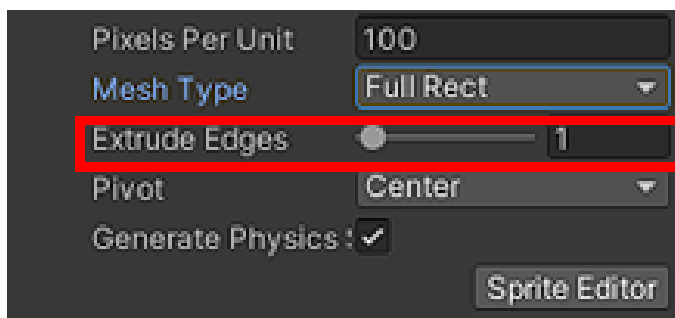 Pixels Per Unit 100
Mesh Type Full Rect
Extrude Edges 1
Pivot Center
Generate Physics
Sprite Editor